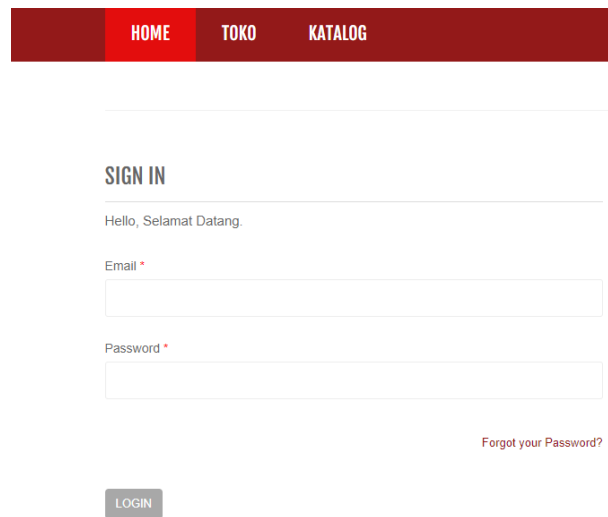 HOME TOKO KATALOG
SIGN IN
Hello, Selamat Datang.
Email *
Password *
Forgot your Password?
LOGIN